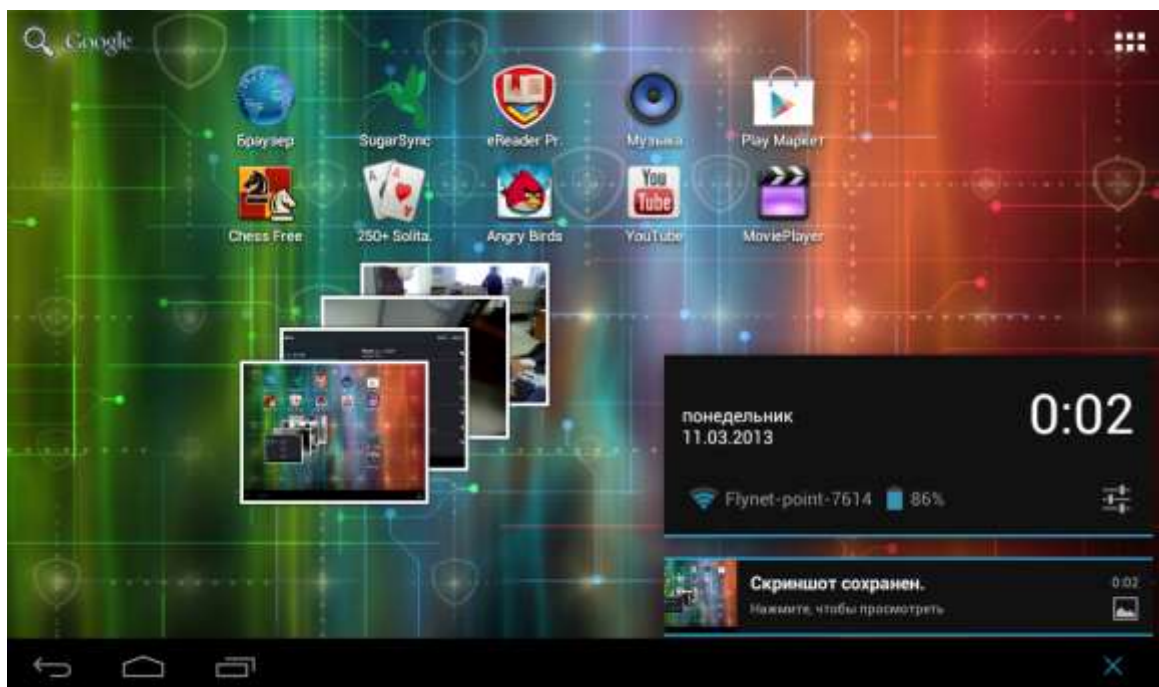 Google
Браузер
SugarSync
eReader Pr.
Музыка
Play Маркет
Chess Free
250+ Solita.
Angry Birds
YouTube
MoviePlayer
You
Tube
понедельник
11.03.2013
0:02
Flynet-point-7614
86%
Скриншот сохранен.
0:02
Нажмите, чтобы просмотреть